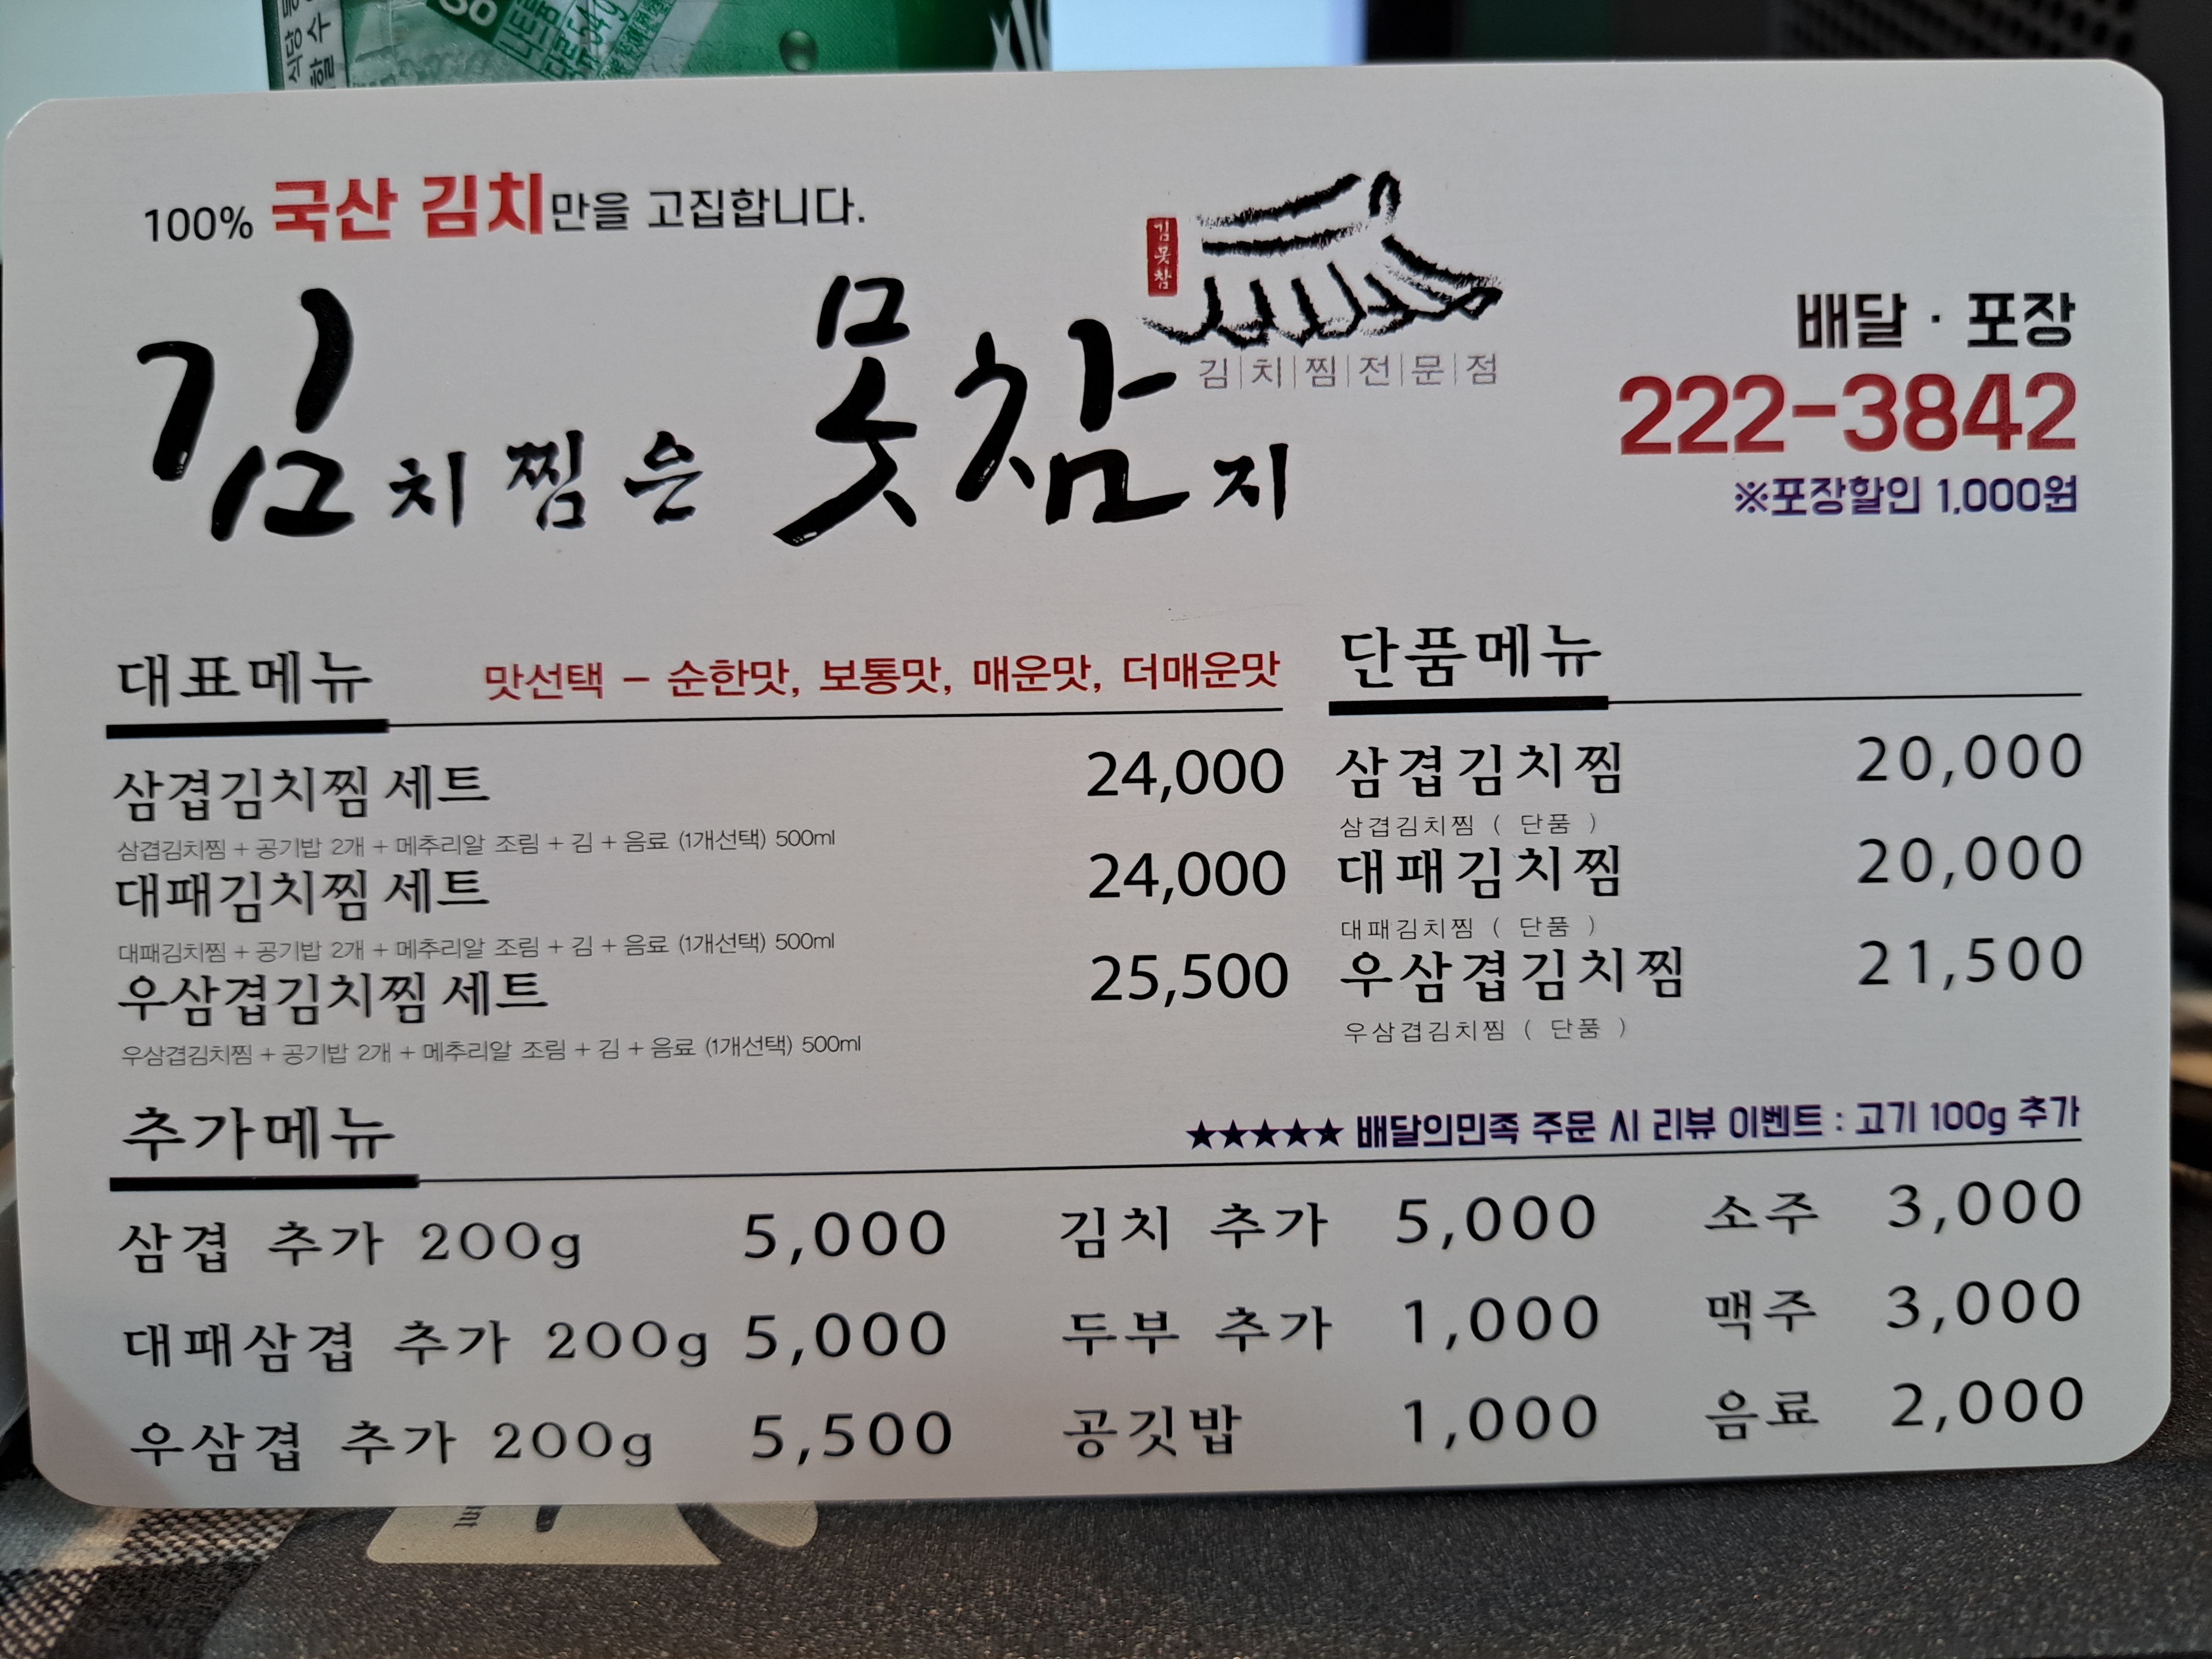 100% 국산 김치만을 고집합니다.
김치찜은 못참지
김못참
김|치|찜|전|문|점
배달 · 포장
222-3842
※포장할인 1,000원
대표메뉴 맛선택 - 순한맛, 보통맛, 매운맛, 더매운맛
삼겹김치찜 세트 24,000
삼겹김치찜 + 공기밥 2개 + 메추리알 조림 + 김 + 음료 (1개선택) 500ml
대패김치찜 세트 24,000
대패김치찜 + 공기밥 2개 + 메추리알 조림 + 김 + 음료 (1개선택) 500ml
우삼겹김치찜 세트 25,500
우삼겹김치찜 + 공기밥 2개 + 메추리알 조림 + 김 + 음료 (1개선택) 500ml
단품메뉴
삼겹김치찜 20,000
삼겹김치찜 ( 단품 )
대패김치찜 20,000
대패김치찜 ( 단품 )
우삼겹김치찜 21,500
우삼겹김치찜 ( 단품 )
추가메뉴
★★★★★ 배달의민족 주문 시 리뷰 이벤트 : 고기 100g 추가
삼겹 추가 200g 5,000 김치 추가 5,000 소주 3,000
대패삼겹 추가 200g 5,000 두부 추가 1,000 맥주 3,000
우삼겹 추가 200g 5,500 공깃밥 1,000 음료 2,000